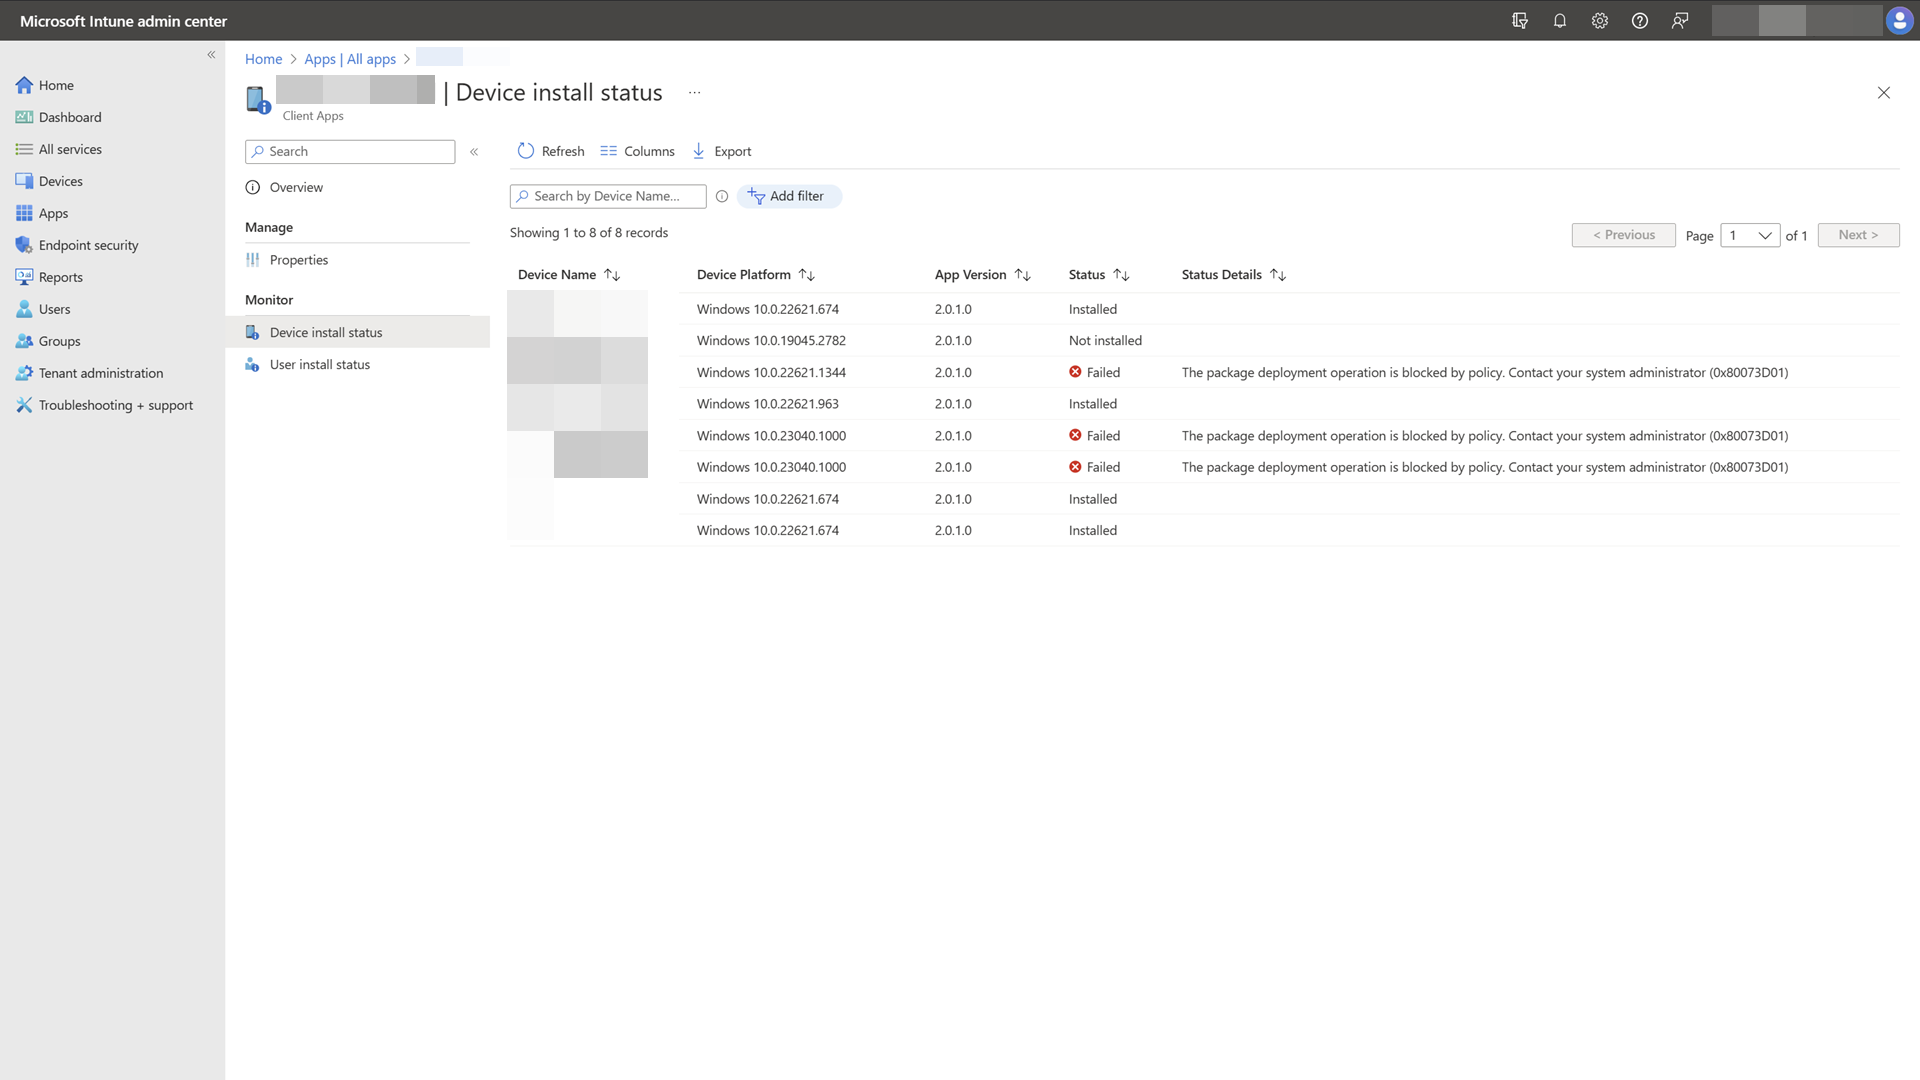 Microsoft Intune admin center
Home
Dashboard
All services
Devices
Apps
Endpoint security
Reports
Users
Groups
Tenant administration
Troubleshooting + support
Home > Apps | All apps >
| Device install status ...
Client Apps
Search
Overview
Manage
Properties
Monitor
Device install status
User install status
Refresh Columns Export
Search by Device Name... Add filter
Showing 1 to 8 of 8 records
< Previous Page 1 of 1 Next >
Device Name Device Platform App Version Status Status Details
Windows 10.0.22621.674 2.0.1.0 Installed
Windows 10.0.19045.2782 2.0.1.0 Not installed
Windows 10.0.22621.1344 2.0.1.0 Failed The package deployment operation is blocked by policy. Contact your system administrator (0x80073D01)
Windows 10.0.22621.963 2.0.1.0 Installed
Windows 10.0.23040.1000 2.0.1.0 Failed The package deployment operation is blocked by policy. Contact your system administrator (0x80073D01)
Windows 10.0.23040.1000 2.0.1.0 Failed The package deployment operation is blocked by policy. Contact your system administrator (0x80073D01)
Windows 10.0.22621.674 2.0.1.0 Installed
Windows 10.0.22621.674 2.0.1.0 Installed